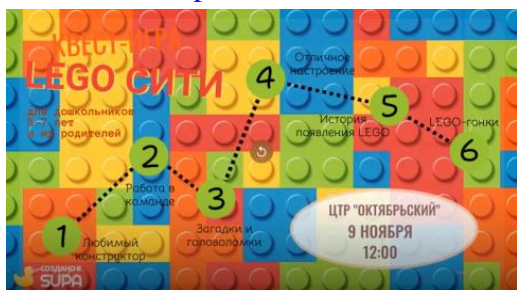 КВЕСТ-ИГРА
LEGO СИТИ
для дошкольников
5-7 лет
и их родителей
1
Любимый
конструктор
2
Работа в
команде
3
Загадки и
головоломки
4
Отличное
настроение
5
История
появления LEGO
6
LEGO-гонки
ЦТР "ОКТЯБРЬСКИЙ"
9 НОЯБРЯ
12:00
СОЗДАНО В
SUPA